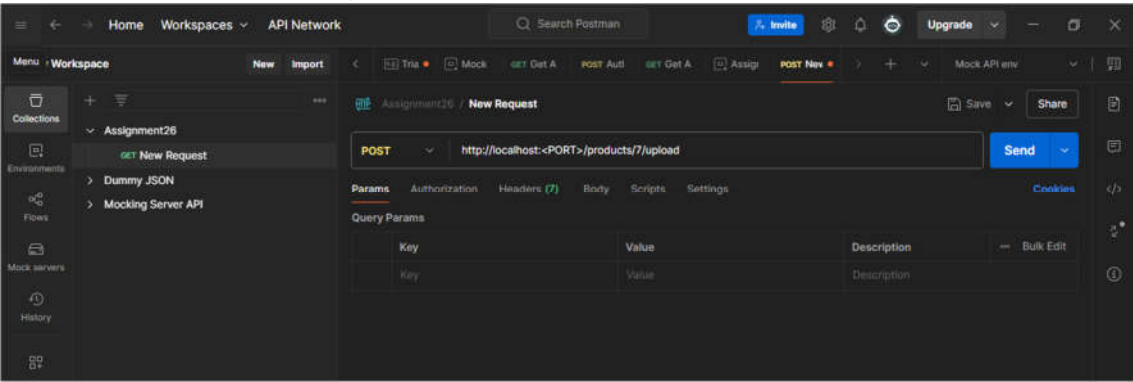 Home Workspaces API Network Search Postman Invite Upgrade
Menu Workspace New Import Tria Mock GET Get A POST Autl GET Get A Assign POST Nev Mock API env
Collections
Environments
Flows
Mock servers
History
Assignment26
GET New Request
Dummy JSON
Mocking Server API
HTTP Assignment26 / New Request Save Share
POST http://localhost:<PORT>/products/7/upload Send
Params Authorization Headers (7) Body Scripts Settings Cookies
Query Params
Key Value Description Bulk Edit
Key Value Description